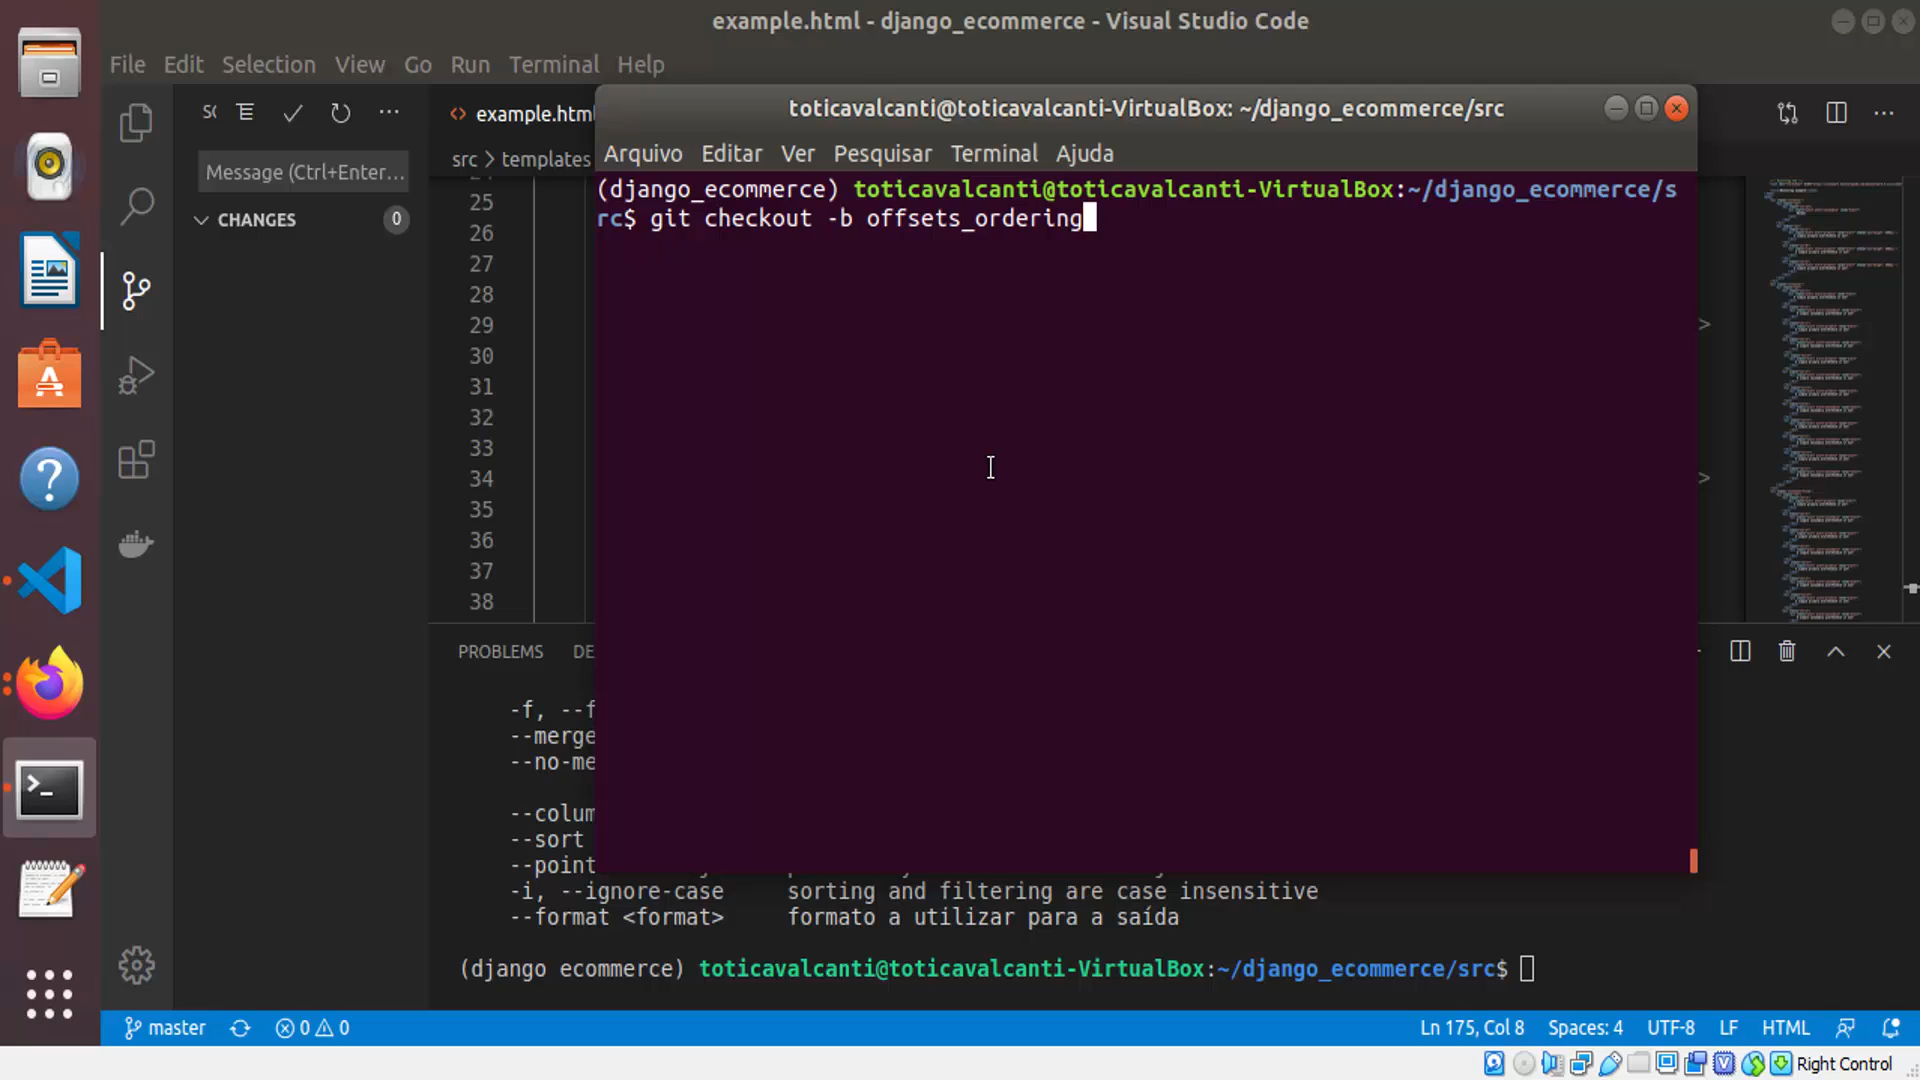 example.html - django_ecommerce - Visual Studio Code
File Edit Selection View Go Run Terminal Help
example.html
src > templates
Message (Ctrl+Enter...
CHANGES 0
toticavalcanti@toticavalcanti-VirtualBox: ~/django_ecommerce/src
Arquivo Editar Ver Pesquisar Terminal Ajuda
(django_ecommerce) toticavalcanti@toticavalcanti-VirtualBox:~/django_ecommerce/s
rc$ git checkout -b offsets_ordering
25
26
27
28
29
30
31
32
33
34
35
36
37
38
PROBLEMS DE
-f, --f
--merge
--no-me
--colum
--sort
--point
-i, --ignore-case sorting and filtering are case insensitive
--format <format> formato a utilizar para a saída
(django ecommerce) toticavalcanti@toticavalcanti-VirtualBox:~/django_ecommerce/src$
master 0 0 Ln 175, Col 8 Spaces: 4 UTF-8 LF HTML
Right Control